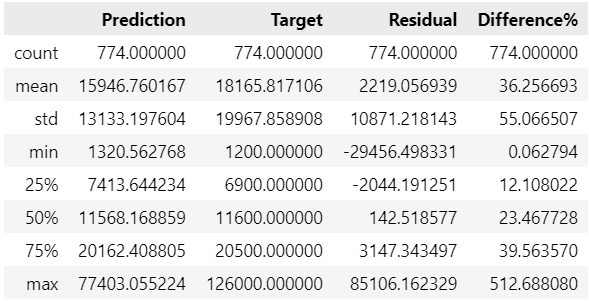 Prediction Target Residual Difference%
count 774.000000 774.000000 774.000000 774.000000
mean 15946.760167 18165.817106 2219.056939 36.256693
std 13133.197604 19967.858908 10871.218143 55.066507
min 1320.562768 1200.000000 -29456.498331 0.062794
25% 7413.644234 6900.000000 -2044.191251 12.108022
50% 11568.168859 11600.000000 142.518577 23.467728
75% 20162.408805 20500.000000 3147.343497 39.563570
max 77403.055224 126000.000000 85106.162329 512.688080